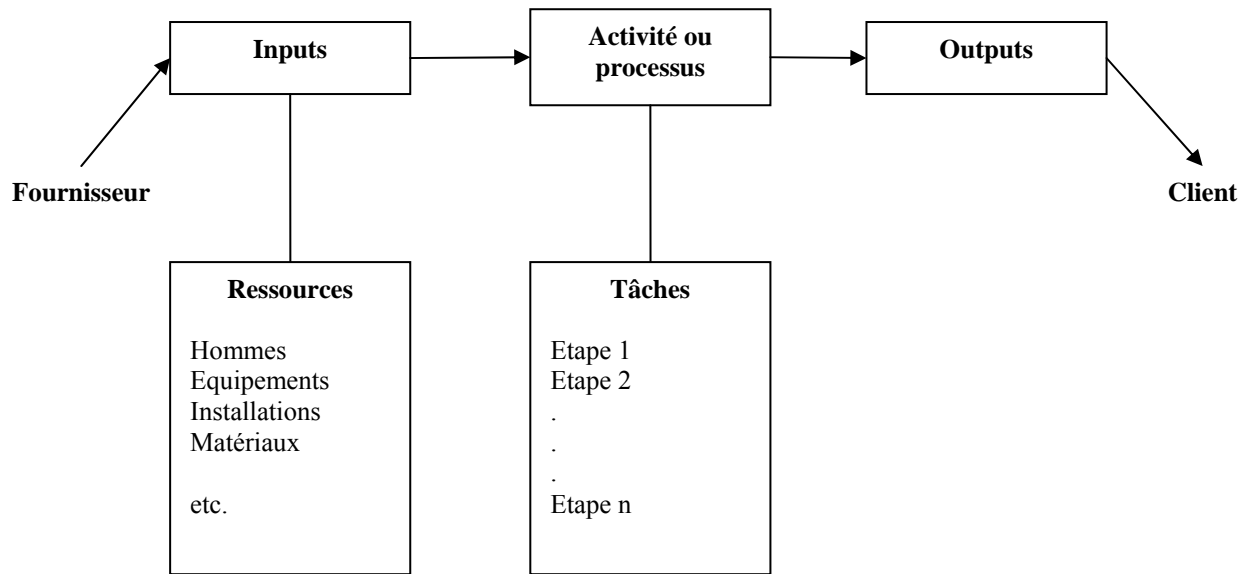 Inputs
Activité ou
processus
Outputs
Fournisseur
Client
Ressources
Hommes
Equipements
Installations
Matériaux
etc.
Tâches
Etape 1
Etape 2
.
.
.
Etape n